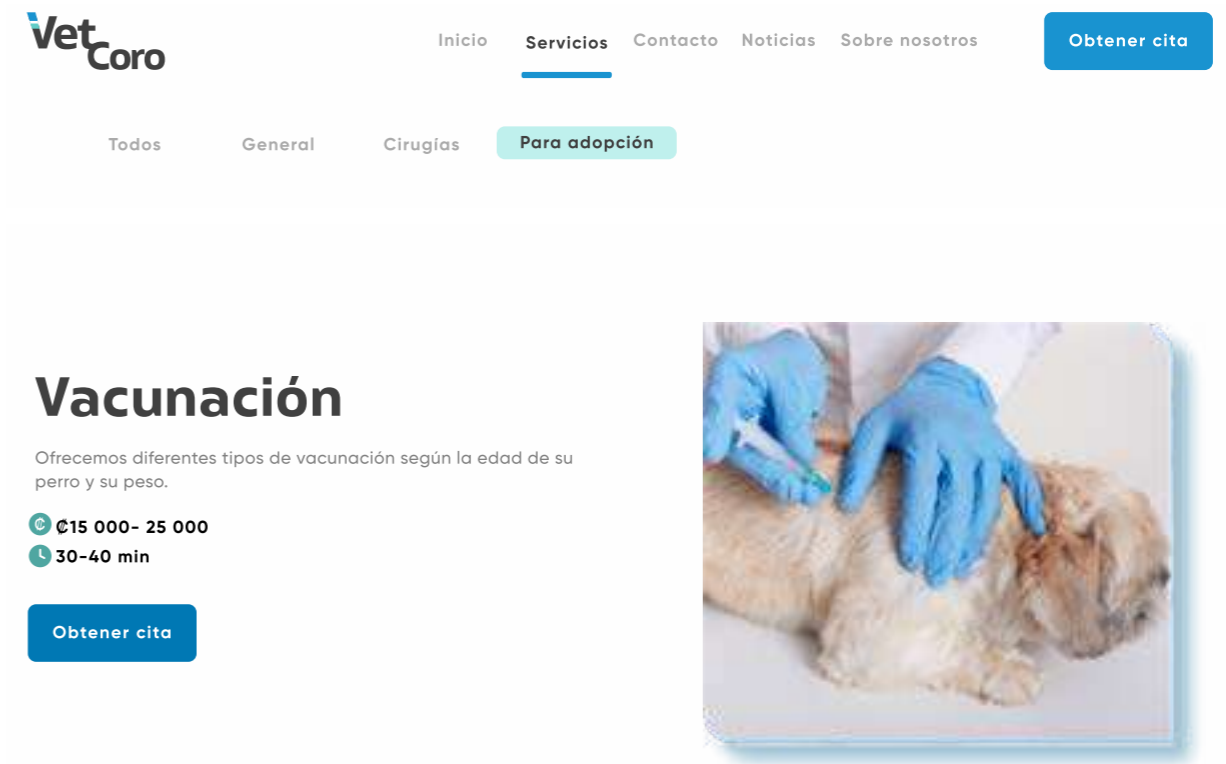 Vet
Coro
Inicio Servicios Contacto Noticias Sobre nosotros Obtener cita
Todos General Cirugías Para adopción
Vacunación
Ofrecemos diferentes tipos de vacunación según la edad de su
perro y su peso.
₡15 000- 25 000
30-40 min
Obtener cita